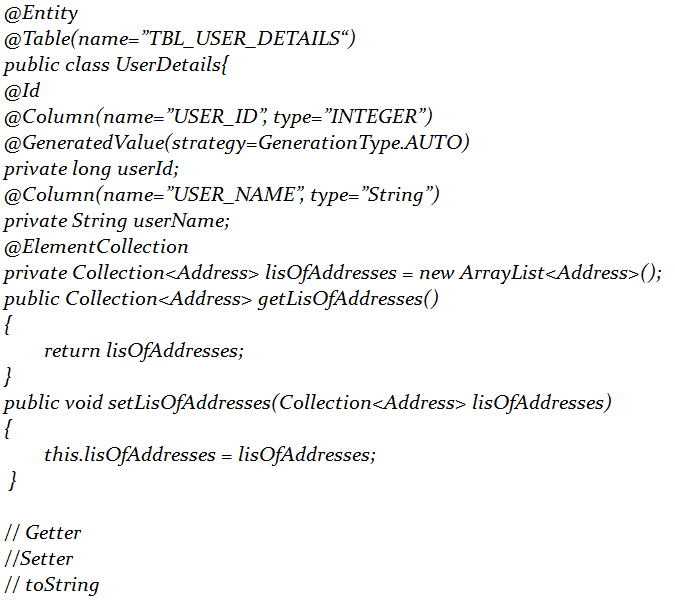 @Entity
@Table(name=”TBL_USER_DETAILS“)
public class UserDetails{
@Id
@Column(name=”USER_ID”, type=”INTEGER”)
@GeneratedValue(strategy=GenerationType.AUTO)
private long userId;
@Column(name=”USER_NAME”, type=”String”)
private String userName;
@ElementCollection
private Collection<Address> lisOfAddresses = new ArrayList<Address>();
public Collection<Address> getLisOfAddresses()
{
return lisOfAddresses;
}
public void setLisOfAddresses(Collection<Address> lisOfAddresses)
{
this.lisOfAddresses = lisOfAddresses;
}
// Getter
//Setter
// toString